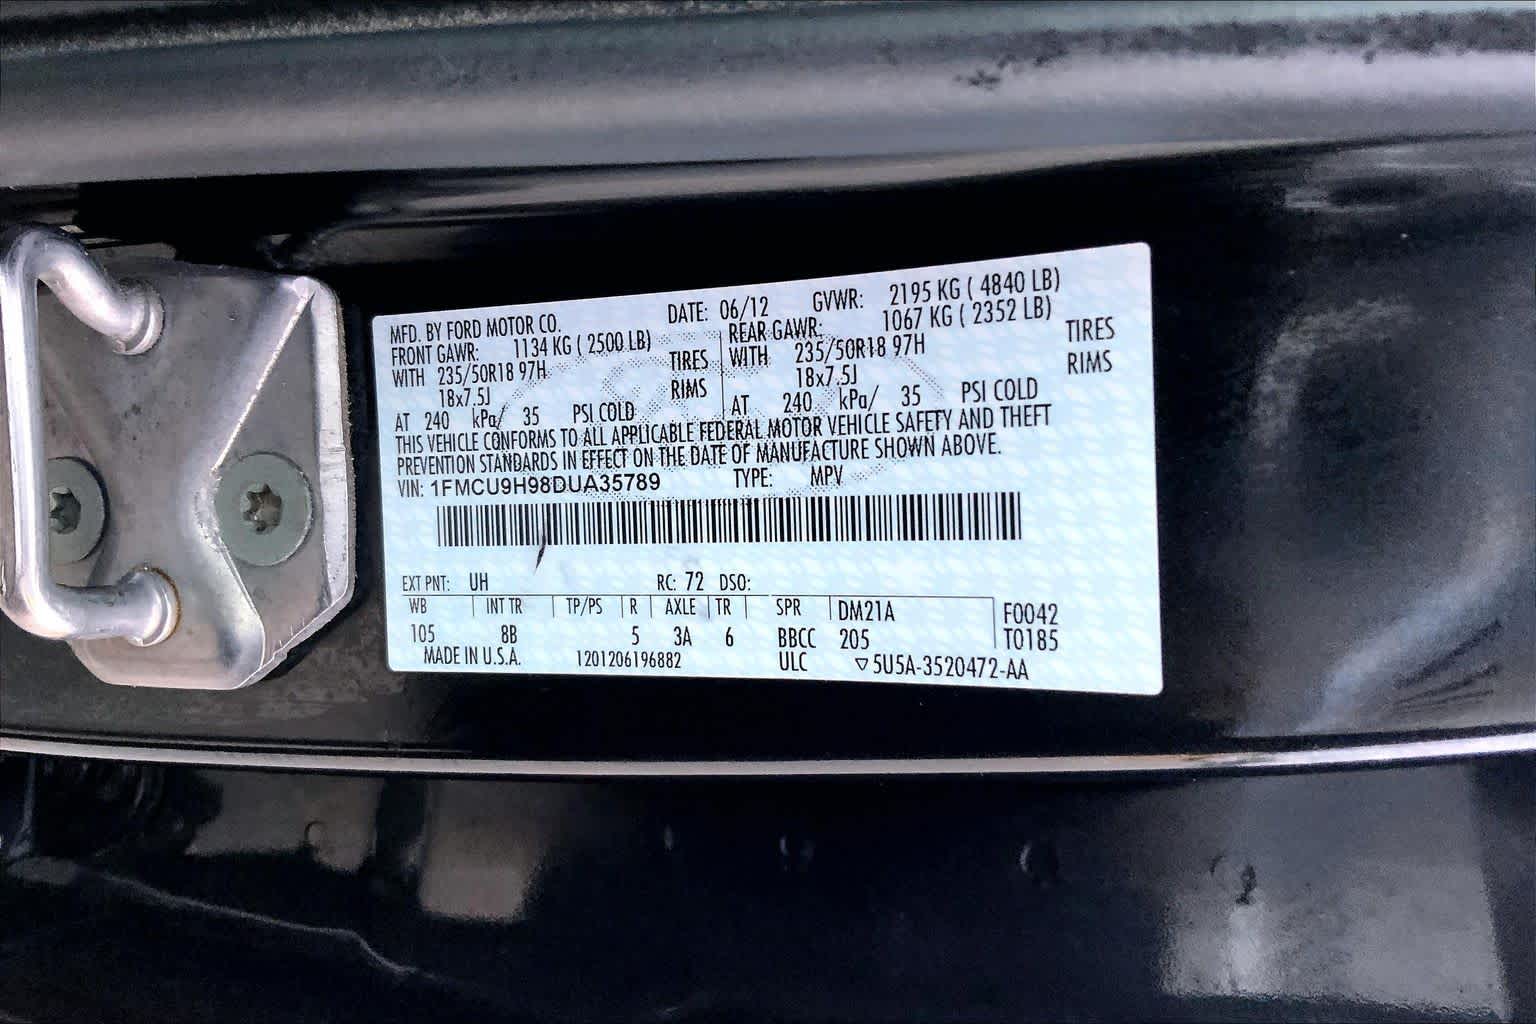 MFD. BY FORD MOTOR CO. DATE: 06/12 GVWR: 2195 KG ( 4840 LB)
FRONT GAWR: 1134 KG ( 2500 LB) REAR GAWR: 1067 KG ( 2352 LB)
WITH 235/50R18 97H TIRES WITH 235/50R18 97H TIRES
18x7.5J RIMS 18x7.5J RIMS
AT 240 kPa/ 35 PSI COLD AT 240 kPa/ 35 PSI COLD
THIS VEHICLE CONFORMS TO ALL APPLICABLE FEDERAL MOTOR VEHICLE SAFETY AND THEFT
PREVENTION STANDARDS IN EFFECT ON THE DATE OF MANUFACTURE SHOWN ABOVE.
VIN: 1FMCU9H98DUA35789 TYPE: MPV
EXT PNT: UH RC: 72 DSO:
WB INT TR TP/PS R AXLE TR SPR DM21A F0042
105 8B 5 3A 6 BBCC 205 T0185
MADE IN U.S.A. 1201206196882 ULC ▽5U5A-3520472-AA